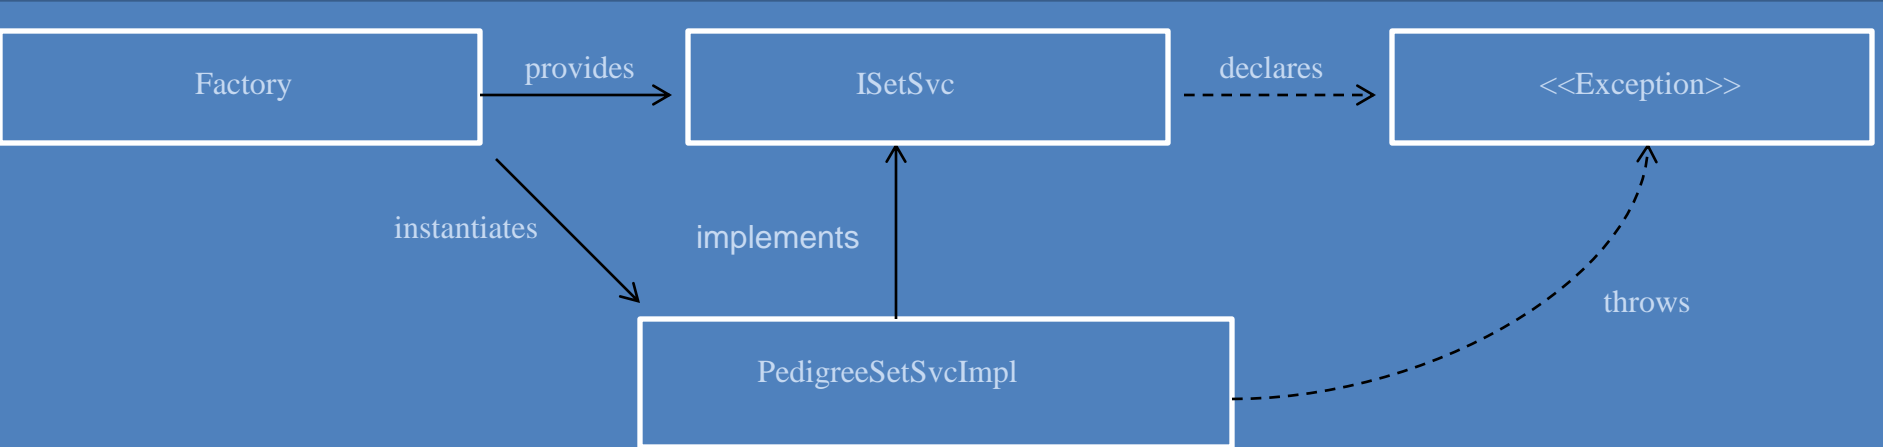 Factory
provides
ISetSvc
declares
<<Exception>>
instantiates
implements
throws
PedigreeSetSvcImpl